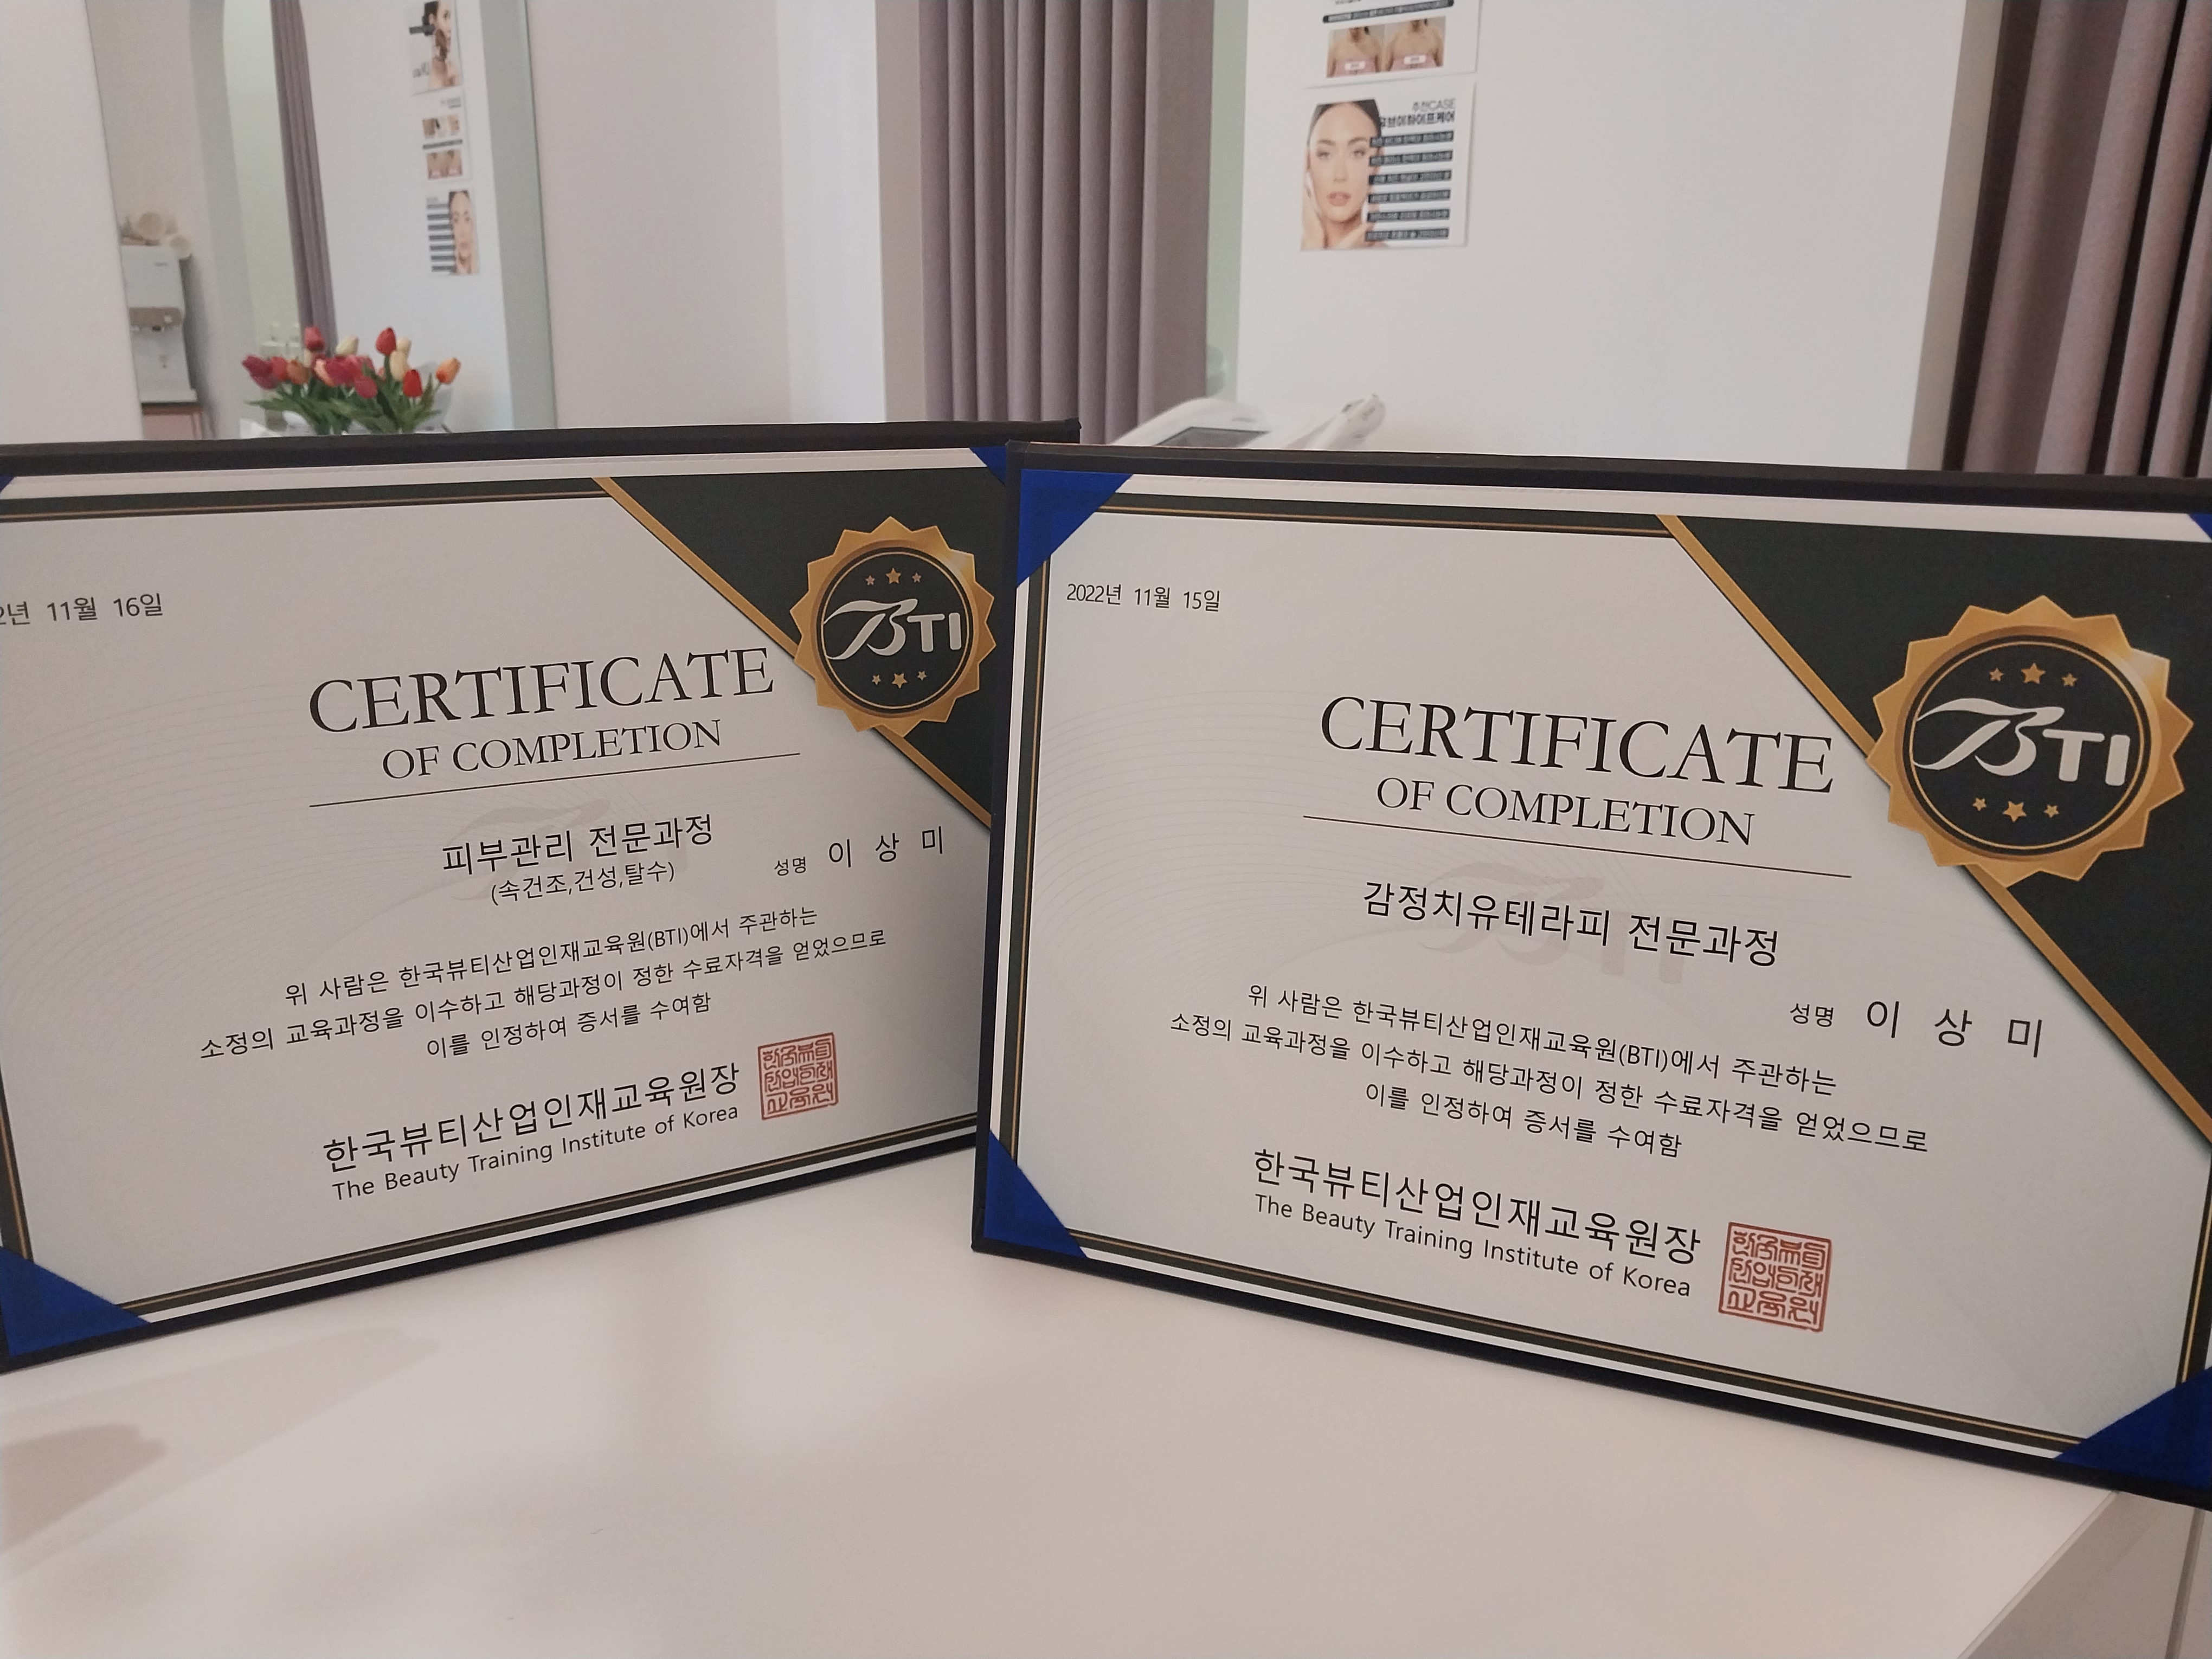 추천CASE
2년 11월 16일
BTI
CERTIFICATE
OF COMPLETION
피부관리 전문과정
(속건조,건성,탈수)
성명 이 상 미
위 사람은 한국뷰티산업인재교육원(BTI)에서 주관하는
소정의 교육과정을 이수하고 해당과정이 정한 수료자격을 얻었으므로
이를 인정하여 증서를 수여함
한국뷰티산업인재교육원장
The Beauty Training Institute of Korea
2022년 11월 15일
BTI
CERTIFICATE
OF COMPLETION
감정치유테라피 전문과정
성명 이 상 미
위 사람은 한국뷰티산업인재교육원(BTI)에서 주관하는
소정의 교육과정을 이수하고 해당과정이 정한 수료자격을 얻었으므로
이를 인정하여 증서를 수여함
한국뷰티산업인재교육원장
The Beauty Training Institute of Korea